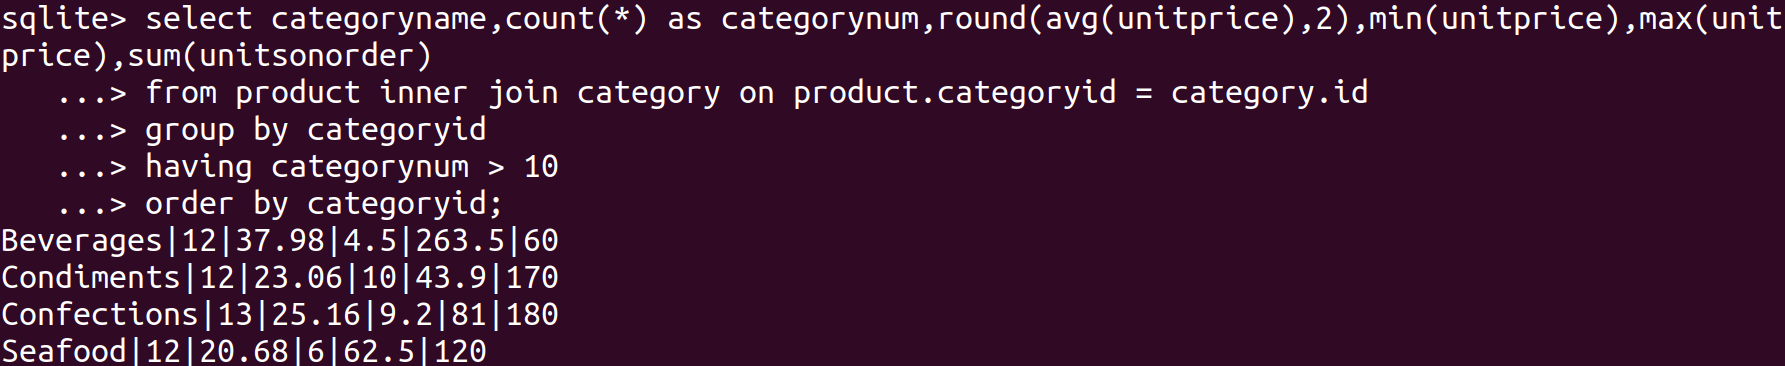 sqlite> select categoryname,count(*) as categorynum,round(avg(unitprice),2),min(unitprice),max(unit
price),sum(unitsonorder)
   ...> from product inner join category on product.categoryid = category.id
   ...> group by categoryid
   ...> having categorynum > 10
   ...> order by categoryid;
Beverages|12|37.98|4.5|263.5|60
Condiments|12|23.06|10|43.9|170
Confections|13|25.16|9.2|81|180
Seafood|12|20.68|6|62.5|120